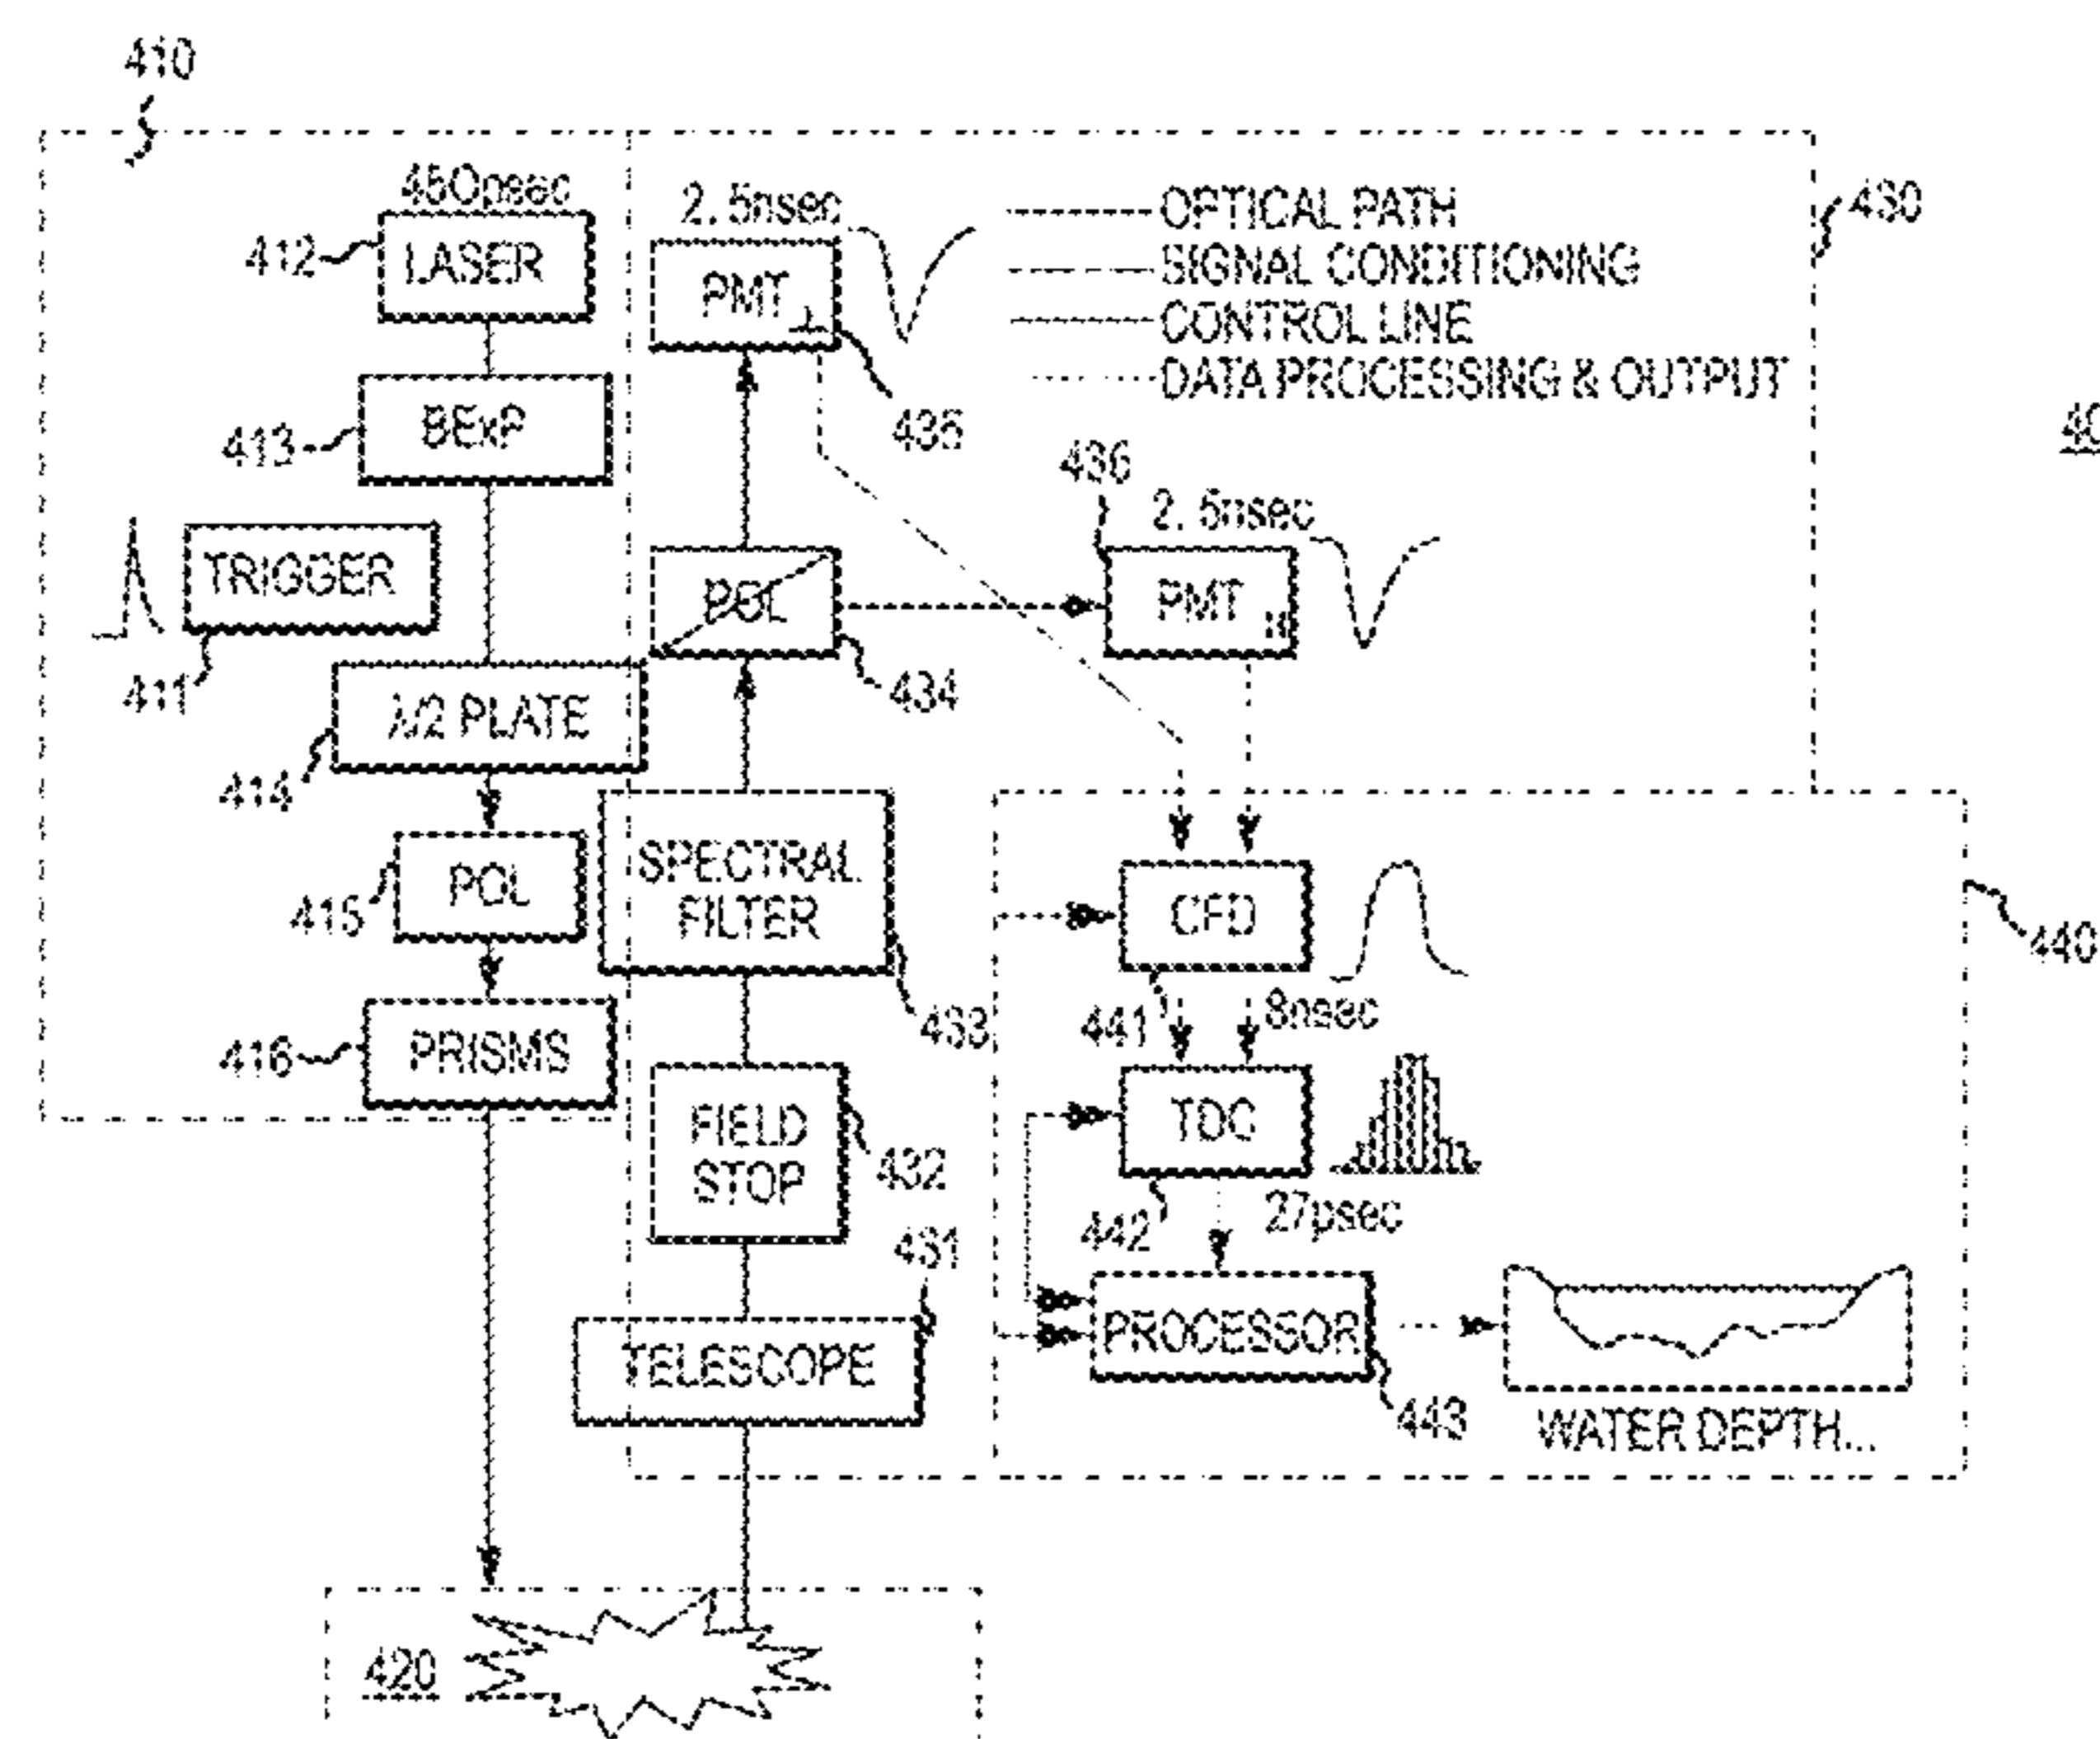 410
450psec
412
LASER
413
BExP
TRIGGER
411
λ/2 PLATE
414
POL
415
PRISMS
416
2.5nsec
PMT
⊥
435
OPTICAL PATH
SIGNAL CONDITIONING
CONTROL LINE
DATA PROCESSING & OUTPUT
430
436
2.5nsec
PMT
POL
434
SPECTRAL
FILTER
433
FIELD
STOP
432
431
TELESCOPE
CFD
441
8nsec
440
TDC
442
27psec
PROCESSOR
443
WATER DEPTH...
420